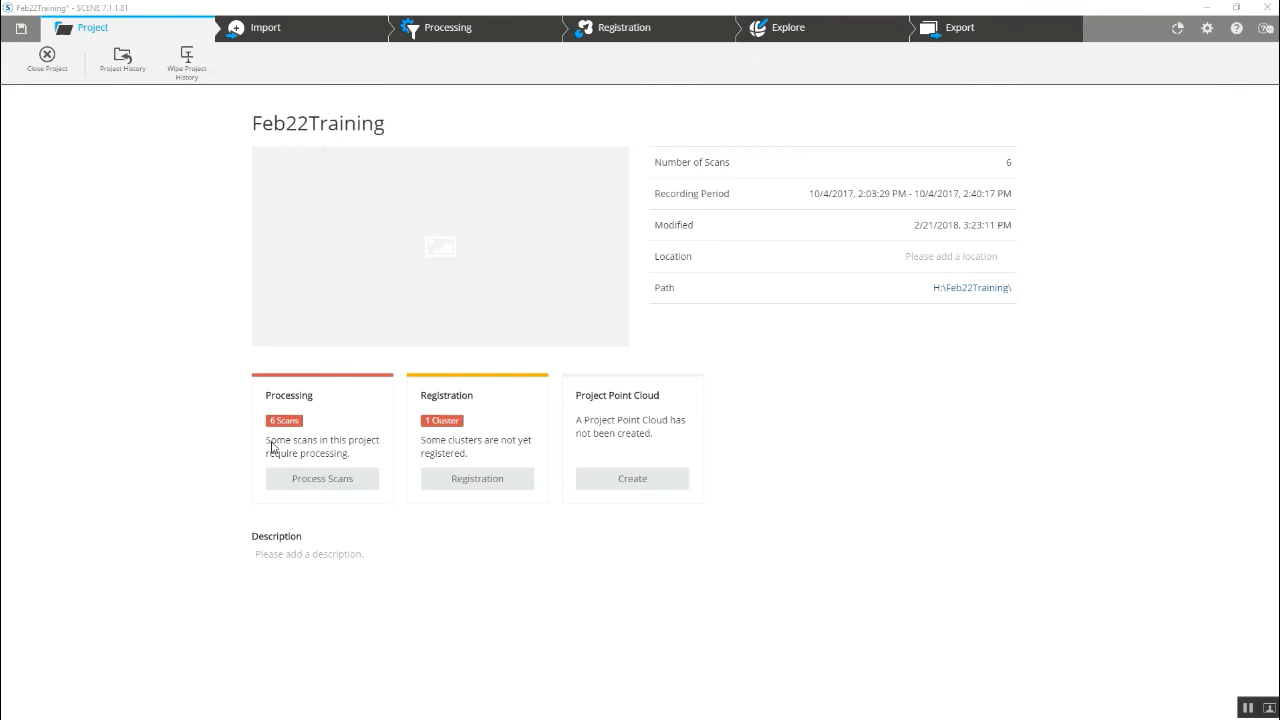 Feb22Training* - SCENE 7.1.1.81
Project
Import
Processing
Registration
Explore
Export
Close Project
Project History
Wipe Project
History
Feb22Training
Number of Scans 6
Recording Period 10/4/2017, 2:03:29 PM - 10/4/2017, 2:40:17 PM
Modified 2/21/2018, 3:23:11 PM
Location Please add a location
Path H:\Feb22Training\
Processing
6 Scans
Some scans in this project
require processing.
Process Scans
Registration
1 Cluster
Some clusters are not yet
registered.
Registration
Project Point Cloud
A Project Point Cloud has
not been created.
Create
Description
Please add a description.